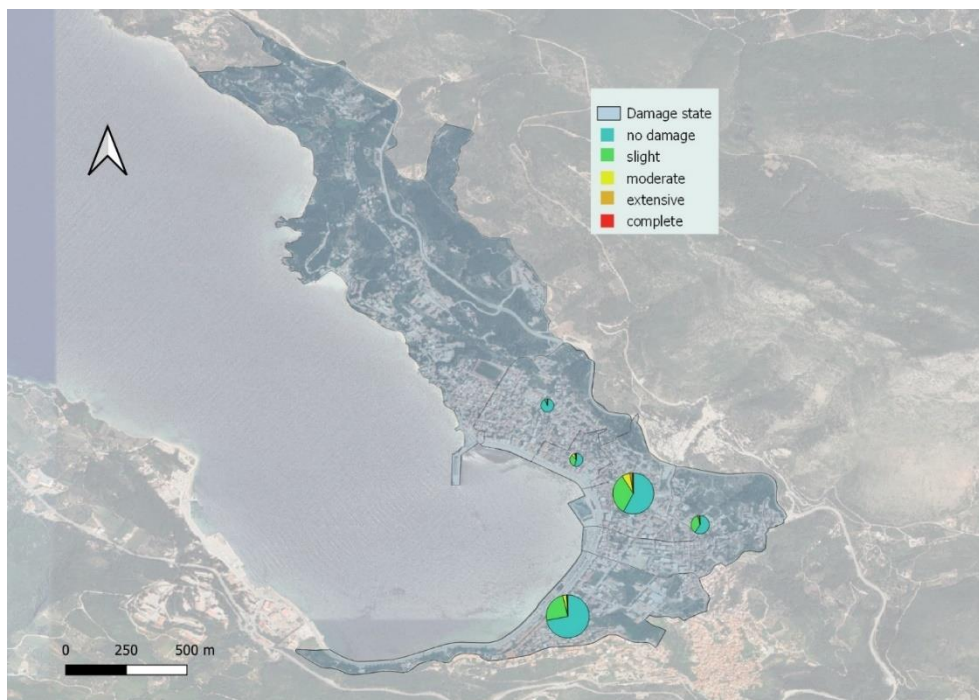 Damage state
no damage
slight
moderate
extensive
complete
0 250 500 m